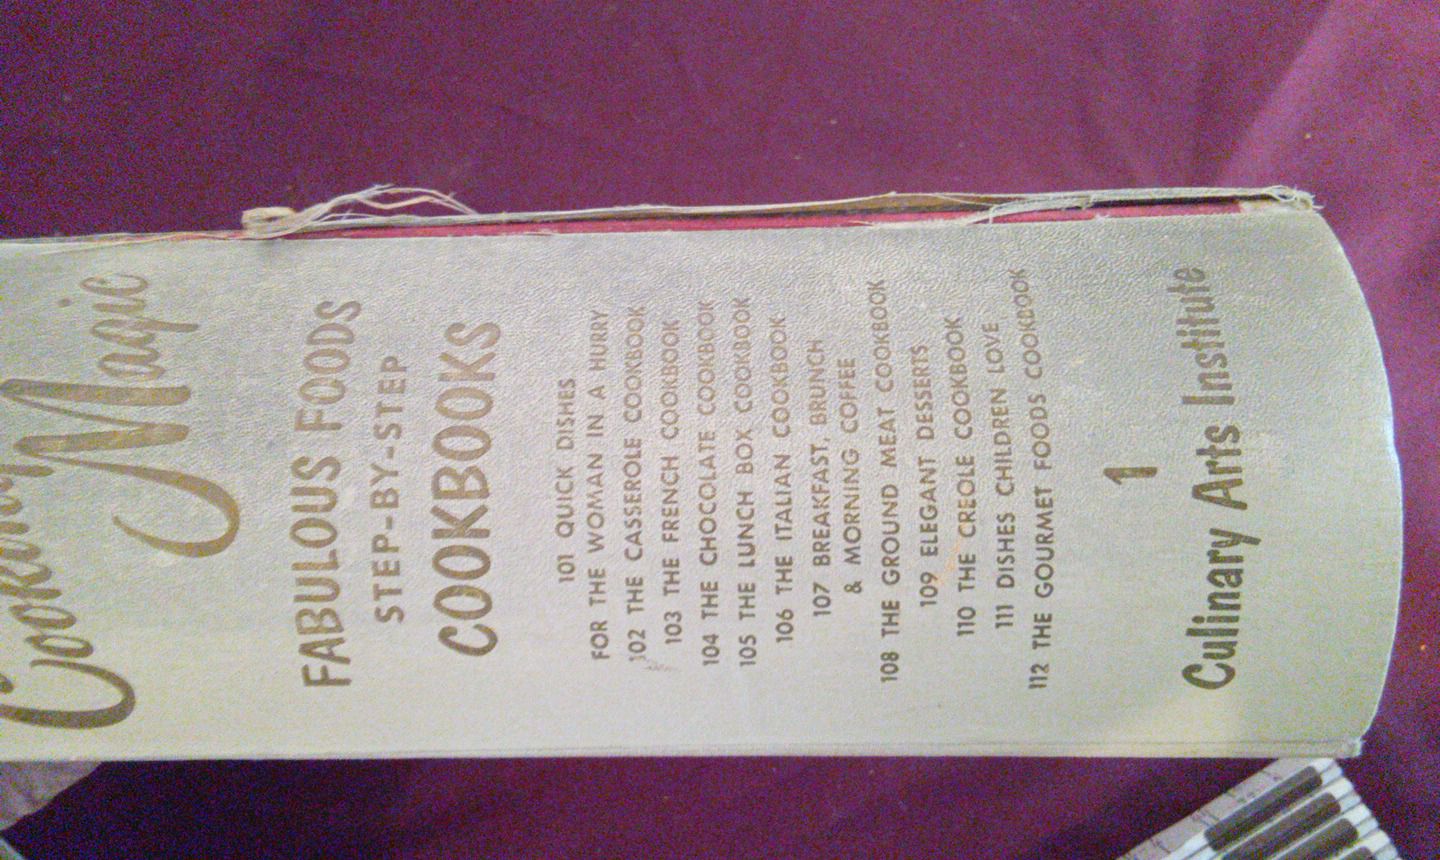 Cooking
Magic
FABULOUS FOODS
STEP-BY-STEP
COOKBOOKS
101 QUICK DISHES
FOR THE WOMAN IN A HURRY
102 THE CASSEROLE COOKBOOK
103 THE FRENCH COOKBOOK
104 THE CHOCOLATE COOKBOOK
105 THE LUNCH BOX COOKBOOK
106 THE ITALIAN COOKBOOK
107 BREAKFAST, BRUNCH
& MORNING COFFEE
108 THE GROUND MEAT COOKBOOK
109 ELEGANT DESSERTS
110 THE CREOLE COOKBOOK
111 DISHES CHILDREN LOVE
112 THE GOURMET FOODS COOKBOOK
1
Culinary Arts Institute